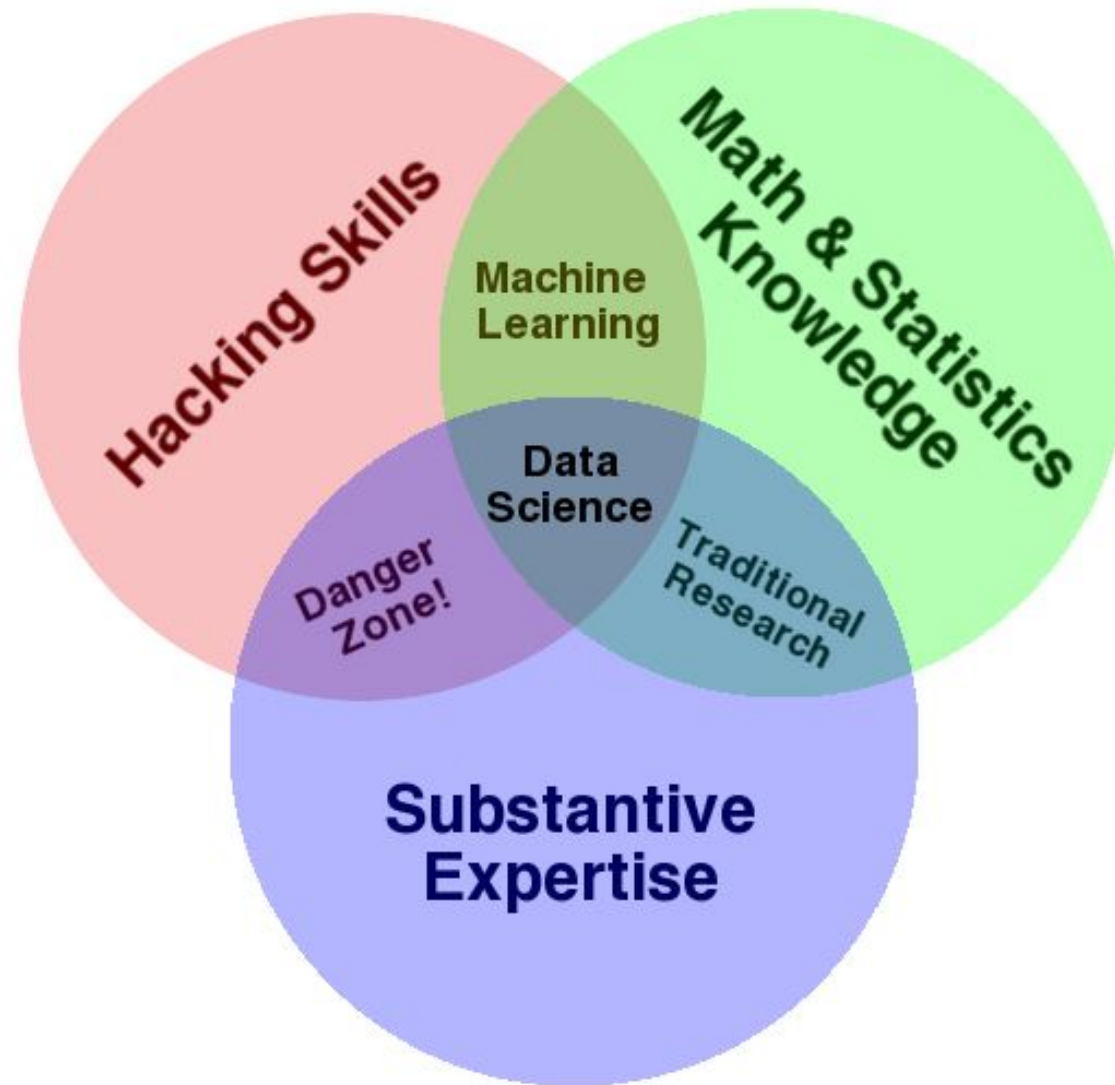 Hacking Skills
Math & Statistics
Knowledge
Machine
Learning
Data
Science
Danger
Zone!
Traditional
Research
Substantive
Expertise